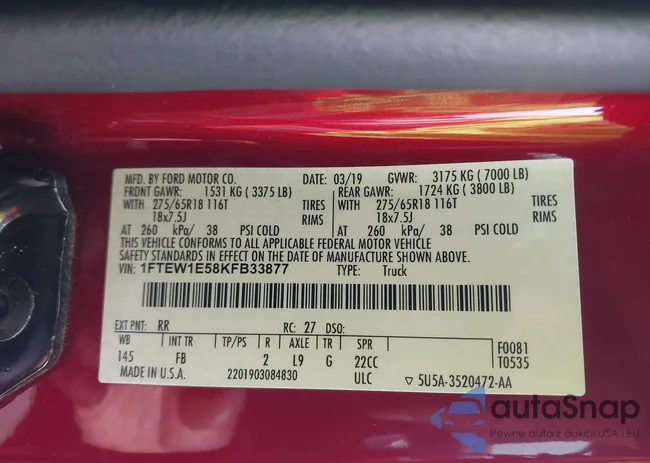 MFD. BY FORD MOTOR CO. DATE: 03/19 GVWR: 3175 KG ( 7000 LB)
FRONT GAWR: 1531 KG ( 3375 LB) REAR GAWR: 1724 KG ( 3800 LB)
WITH 275/65R18 116T TIRES WITH 275/65R18 116T TIRES
18x7.5J RIMS 18x7.5J RIMS
AT 260 kPa/ 38 PSI COLD AT 260 kPa/ 38 PSI COLD
THIS VEHICLE CONFORMS TO ALL APPLICABLE FEDERAL MOTOR VEHICLE
SAFETY STANDARDS IN EFFECT ON THE DATE OF MANUFACTURE SHOWN ABOVE.
VIN: 1FTEW1E58KFB33877 TYPE: Truck
EXT PNT: RR RC: 27 DSO:
WB INT TR TP/PS R AXLE TR SPR F0081
145 FB 2 L9 G 22CC T0535
ULC
MADE IN U.S.A. 2201903084830 ▽ 5U5A-3520472-AA
autaSnap
Pewne auta z aukcji USA i EU